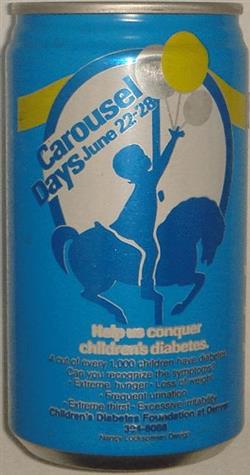 Carousel
Days June 22-28
Help us conquer
children's diabetes.
4 out of every 1,000 children have diabetes.
Can you recognize the symptoms?
· Extreme hunger · Loss of weight
· Frequent urination
· Extreme thirst · Excessive irritability
Children's Diabetes Foundation at Denver
394-8068
Nancy Design